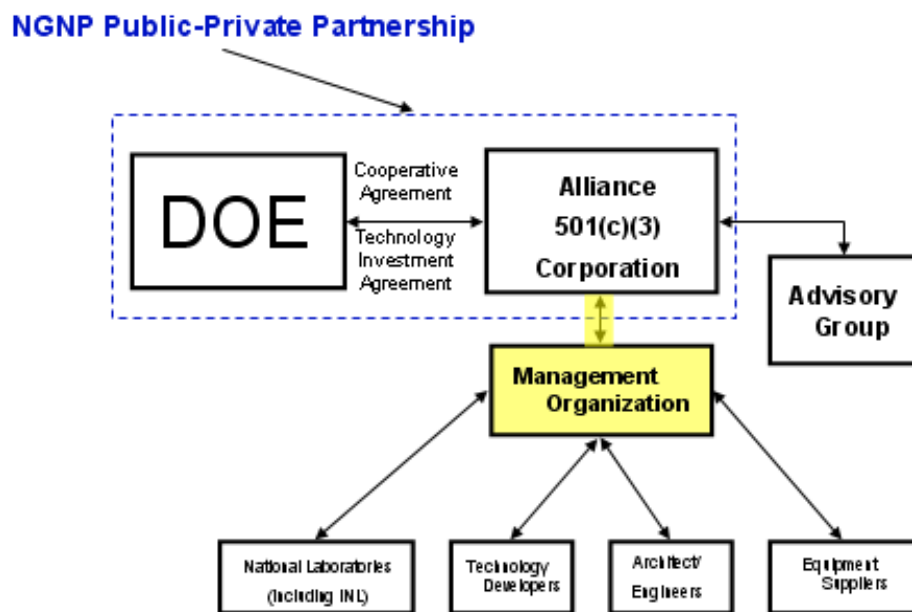 NGNP Public-Private Partnership
DOE
Cooperative
Agreement
Technology
Investment
Agreement
Alliance
501(c)(3)
Corporation
Advisory
Group
Management
Organization
National Laboratories
(Including INL)
Technology
Developers
Architect/
Engineers
Equipment
Suppliers